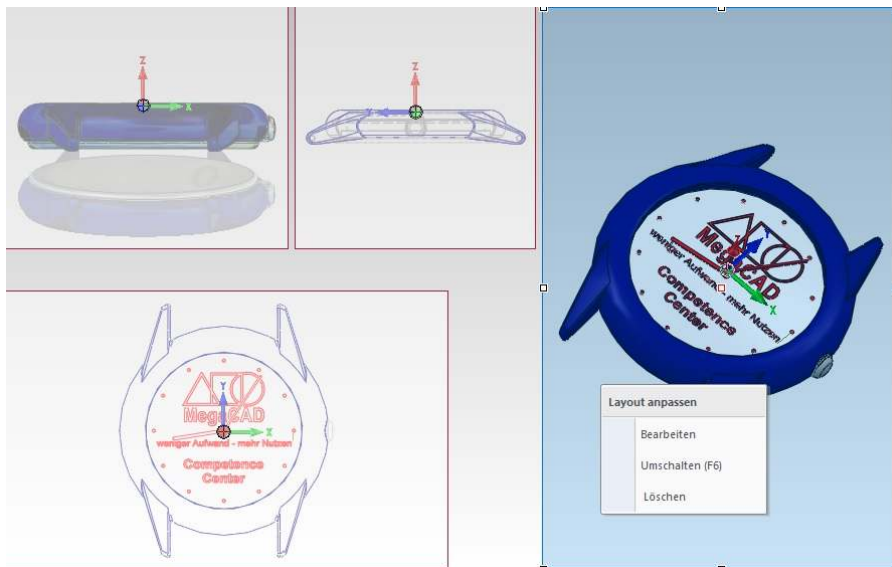 Z
X
Z
Y
MegaCAD
weniger Aufwand - mehr Nutzen
Competence
Center
Z
Y
X
Y
X
MegaCAD
weniger Aufwand - mehr Nutzen
Competence
Center
Layout anpassen
Bearbeiten
Umschalten (F6)
Löschen